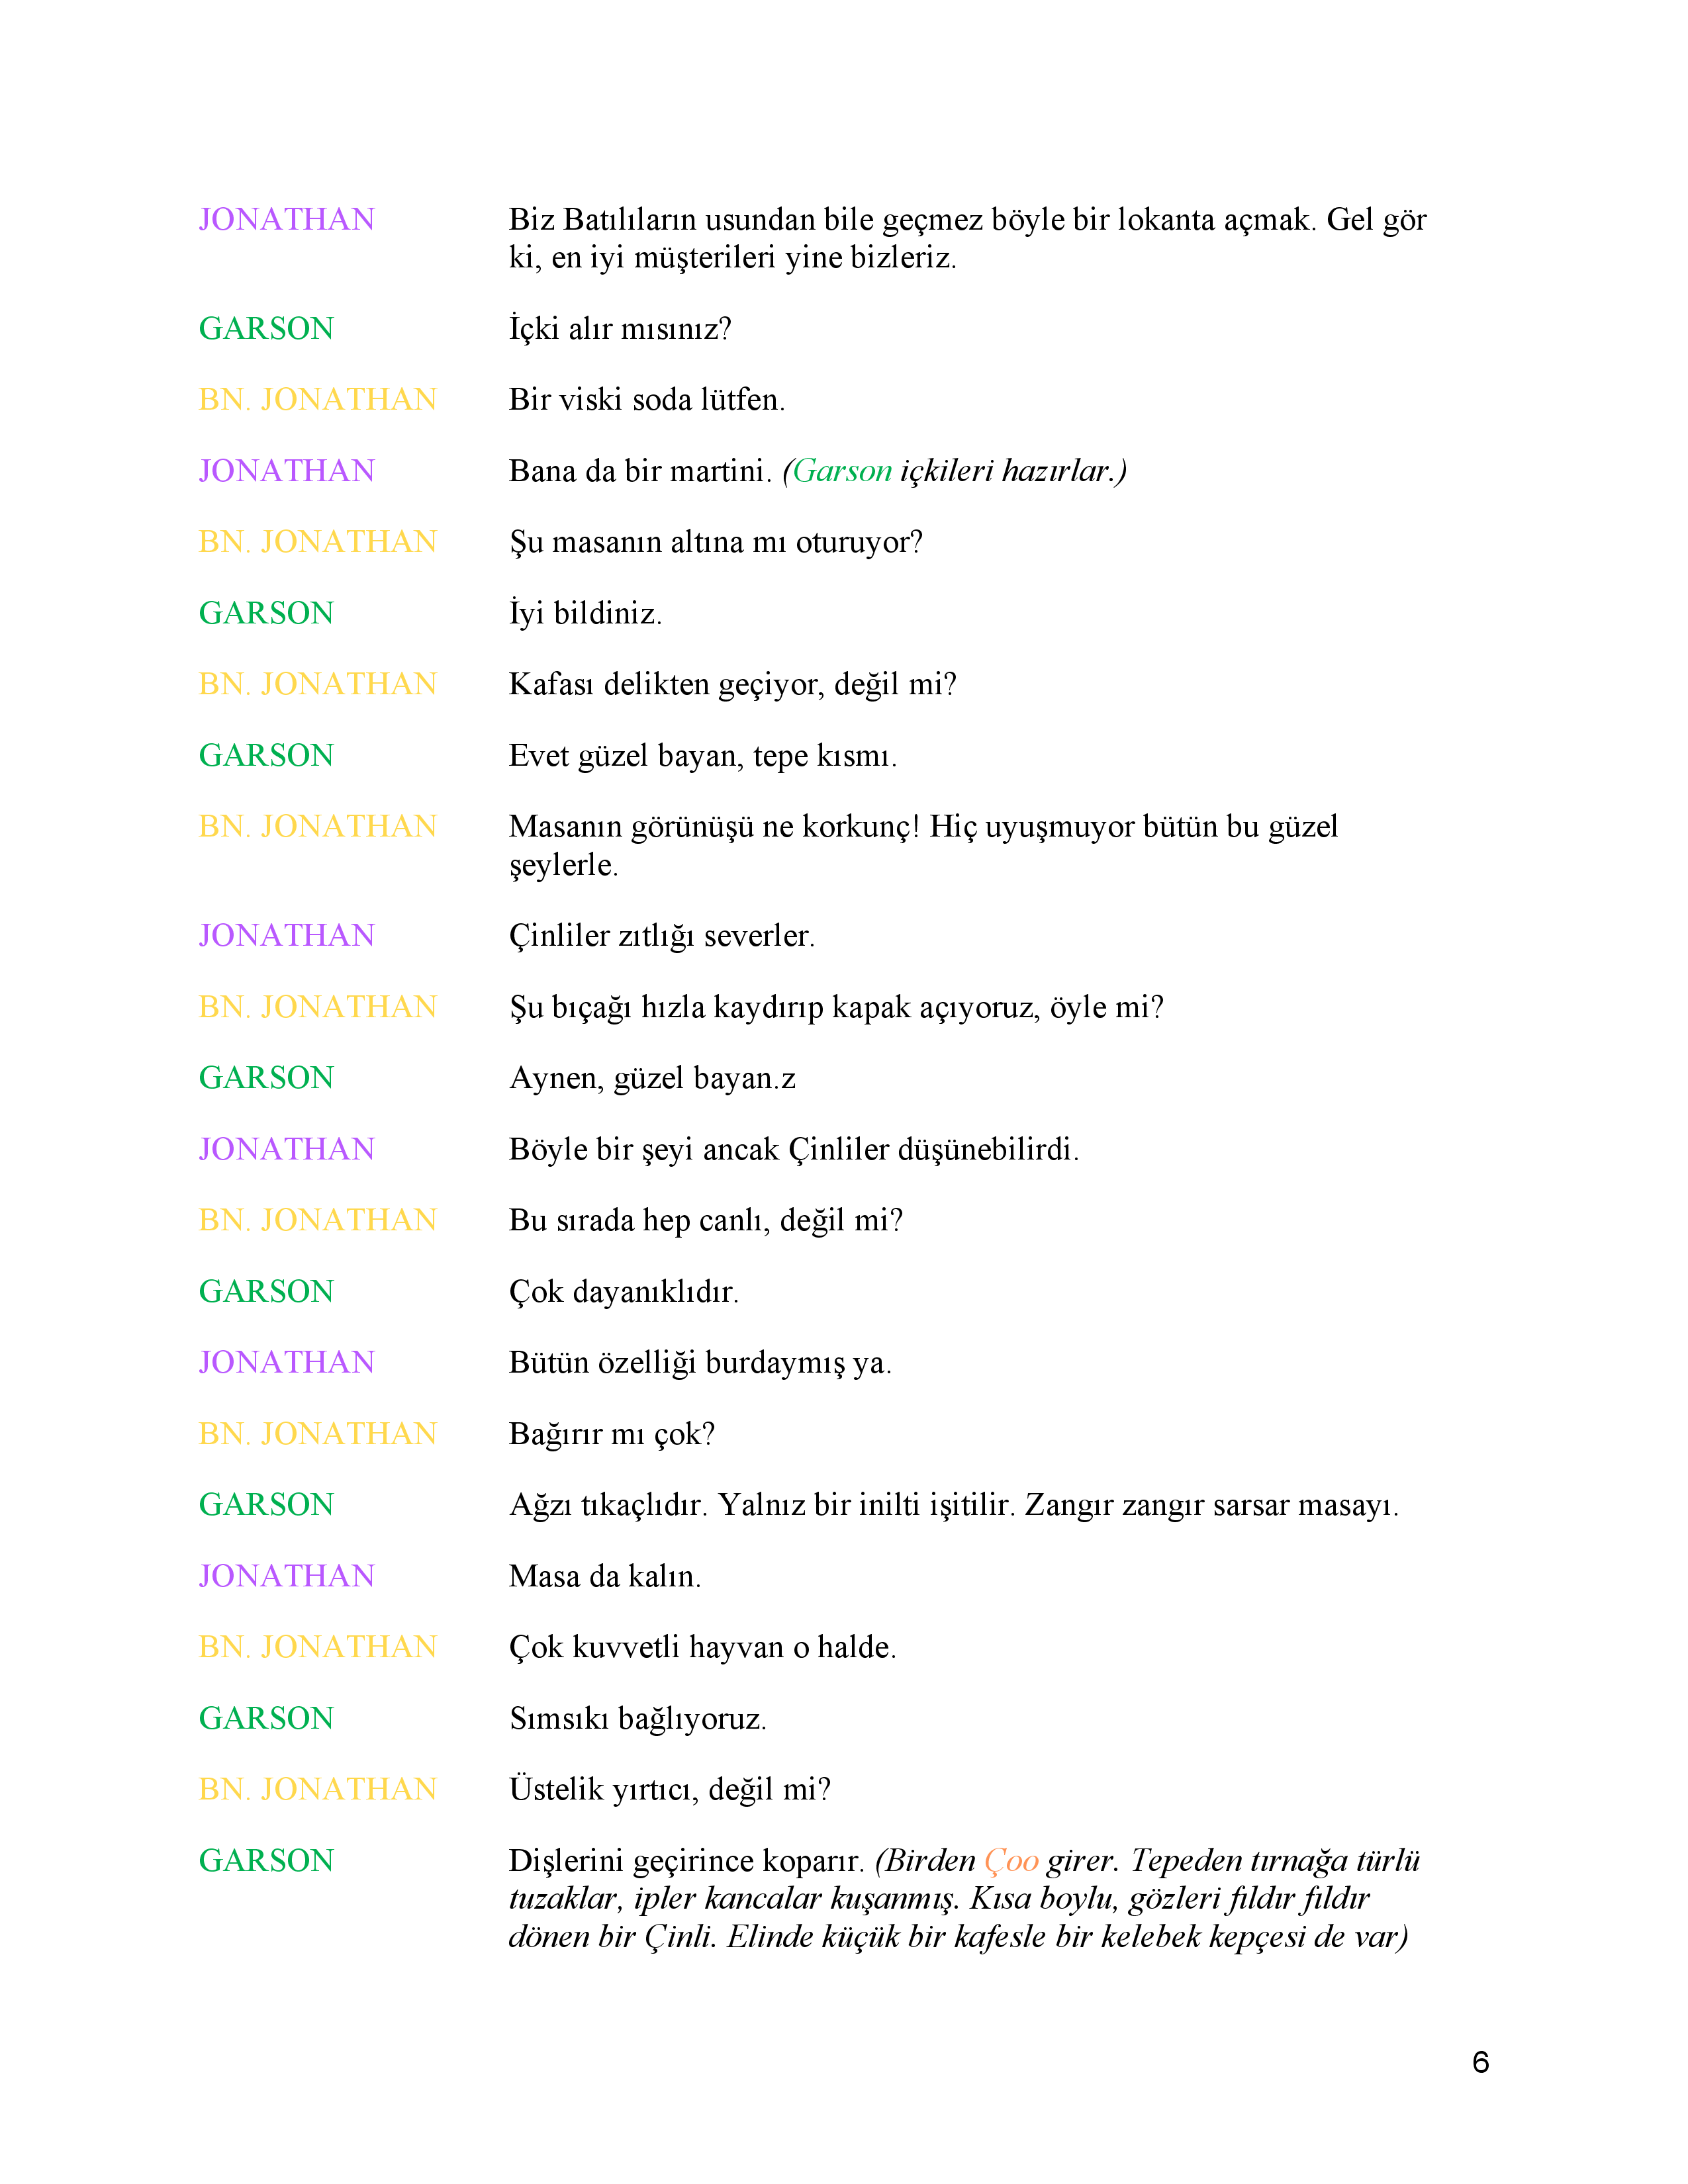 JONATHAN Biz Batılıların usundan bile geçmez böyle bir lokanta açmak. Gel gör
ki, en iyi müşterileri yine bizleriz.
GARSON İçki alır mısınız?
BN. JONATHAN Bir viski soda lütfen.
JONATHAN Bana da bir martini. (Garson içkileri hazırlar.)
BN. JONATHAN Şu masanın altına mı oturuyor?
GARSON İyi bildiniz.
BN. JONATHAN Kafası delikten geçiyor, değil mi?
GARSON Evet güzel bayan, tepe kısmı.
BN. JONATHAN Masanın görünüşü ne korkunç! Hiç uyuşmuyor bütün bu güzel
şeylerle.
JONATHAN Çinliler zıtlığı severler.
BN. JONATHAN Şu bıçağı hızla kaydırıp kapak açıyoruz, öyle mi?
GARSON Aynen, güzel bayan.z
JONATHAN Böyle bir şeyi ancak Çinliler düşünebilirdi.
BN. JONATHAN Bu sırada hep canlı, değil mi?
GARSON Çok dayanıklıdır.
JONATHAN Bütün özelliği burdaymış ya.
BN. JONATHAN Bağırır mı çok?
GARSON Ağzı tıkaçlıdır. Yalnız bir inilti işitilir. Zangır zangır sarsar masayı.
JONATHAN Masa da kalın.
BN. JONATHAN Çok kuvvetli hayvan o halde.
GARSON Sımsıkı bağlıyoruz.
BN. JONATHAN Üstelik yırtıcı, değil mi?
GARSON Dişlerini geçirince koparır. (Birden Çoo girer. Tepeden tırnağa türlü
tuzaklar, ipler kancalar kuşanmış. Kısa boylu, gözleri fıldır fıldır
dönen bir Çinli. Elinde küçük bir kafesle bir kelebek kepçesi de var)
6